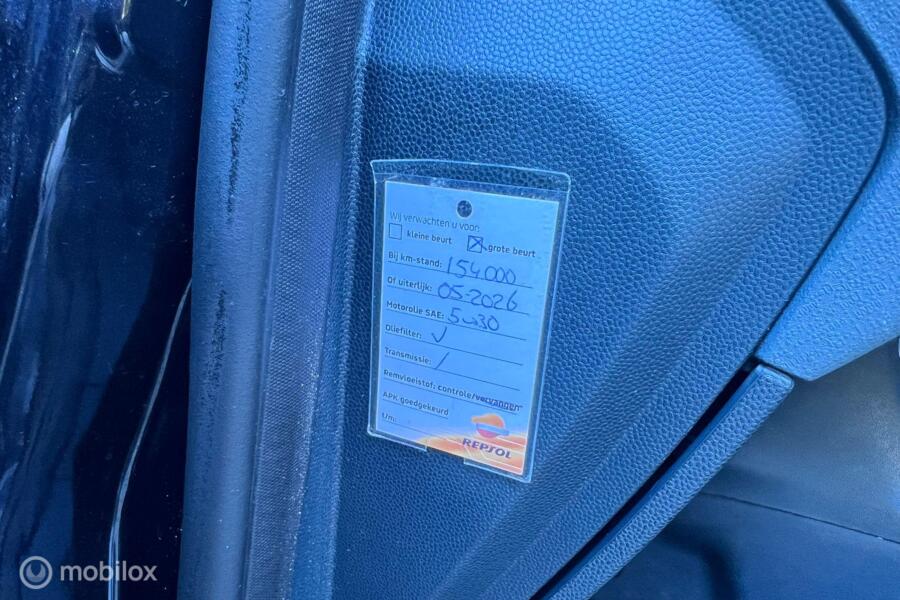 Wij verwachten u voor:
kleine beurt grote beurt
Bij km-stand: 154000
Of uiterlijk: 05-2026
Motorolie SAE: 5w30
Oliefilter: ✓
Transmissie: /
Remvloeistof: controle/vervangen
APK goedgekeurd
t/m:
REPSOL
mobilox